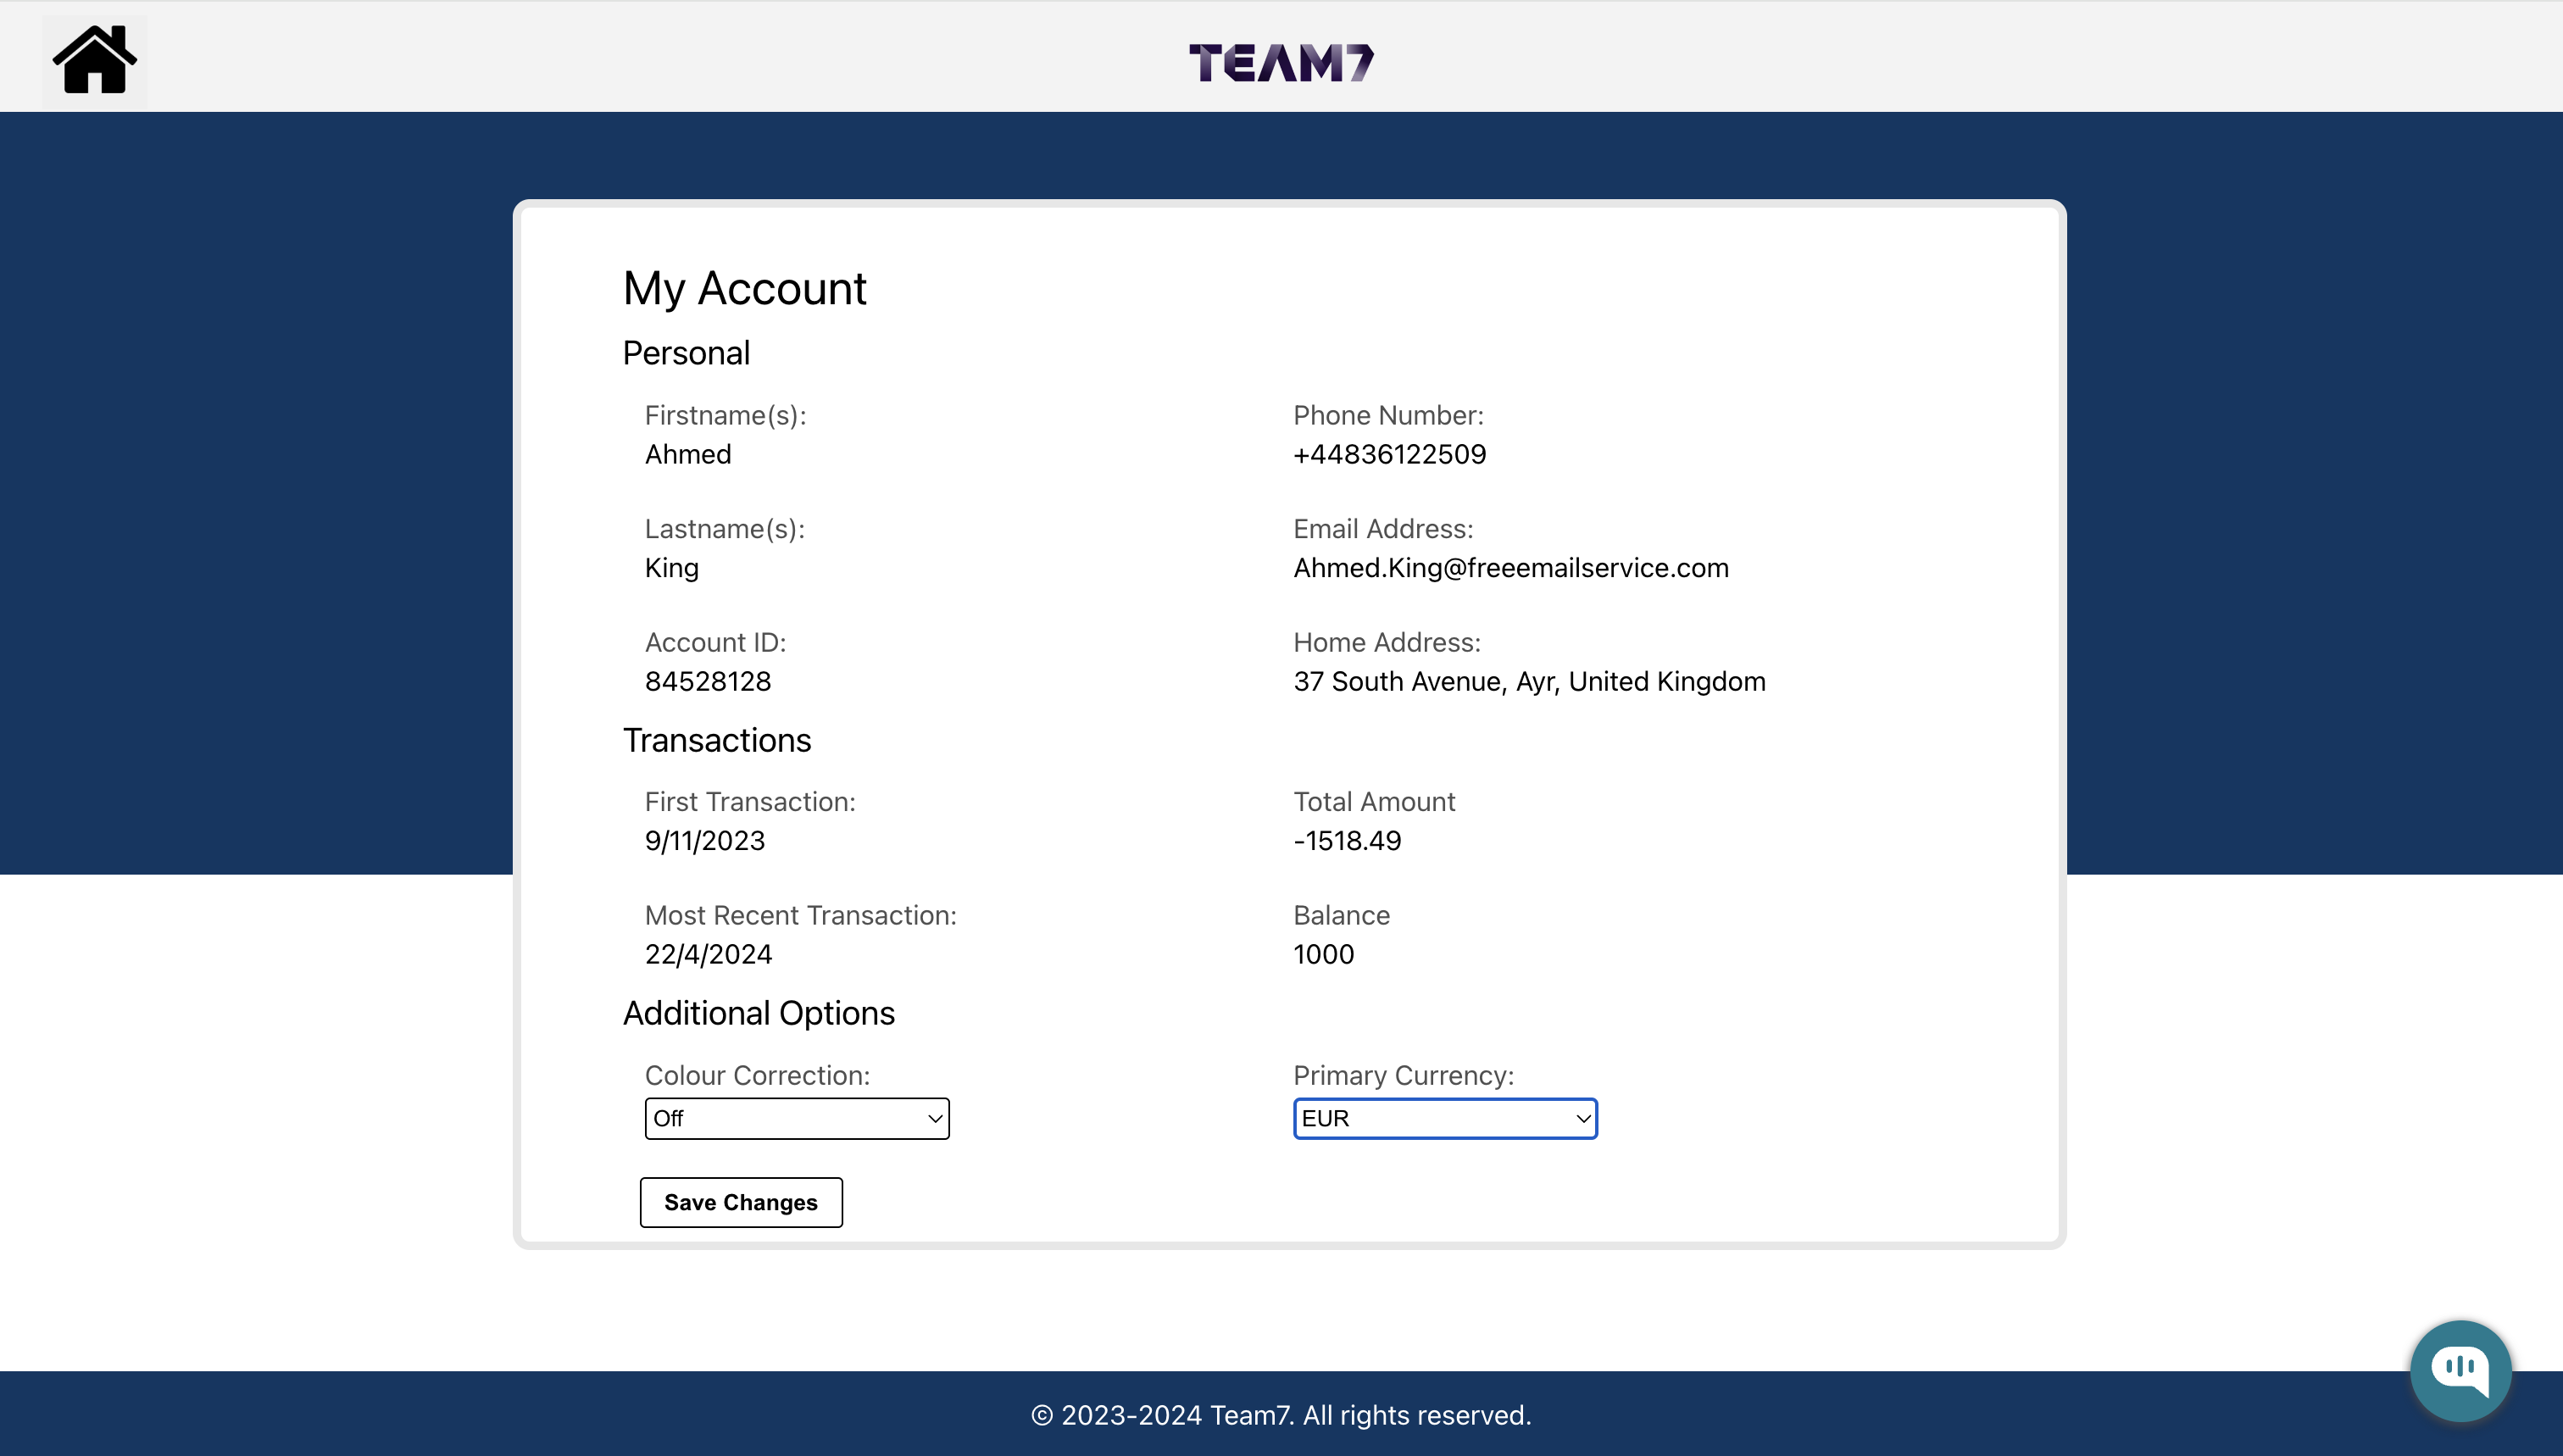 TEAM7
My Account
Personal
Firstname(s):
Ahmed
Phone Number:
+44836122509
Lastname(s):
King
Email Address:
Ahmed.King@freeemailservice.com
Account ID:
84528128
Home Address:
37 South Avenue, Ayr, United Kingdom
Transactions
First Transaction:
9/11/2023
Total Amount
-1518.49
Most Recent Transaction:
22/4/2024
Balance
1000
Additional Options
Colour Correction:
Off
Primary Currency:
EUR
Save Changes
© 2023-2024 Team7. All rights reserved.